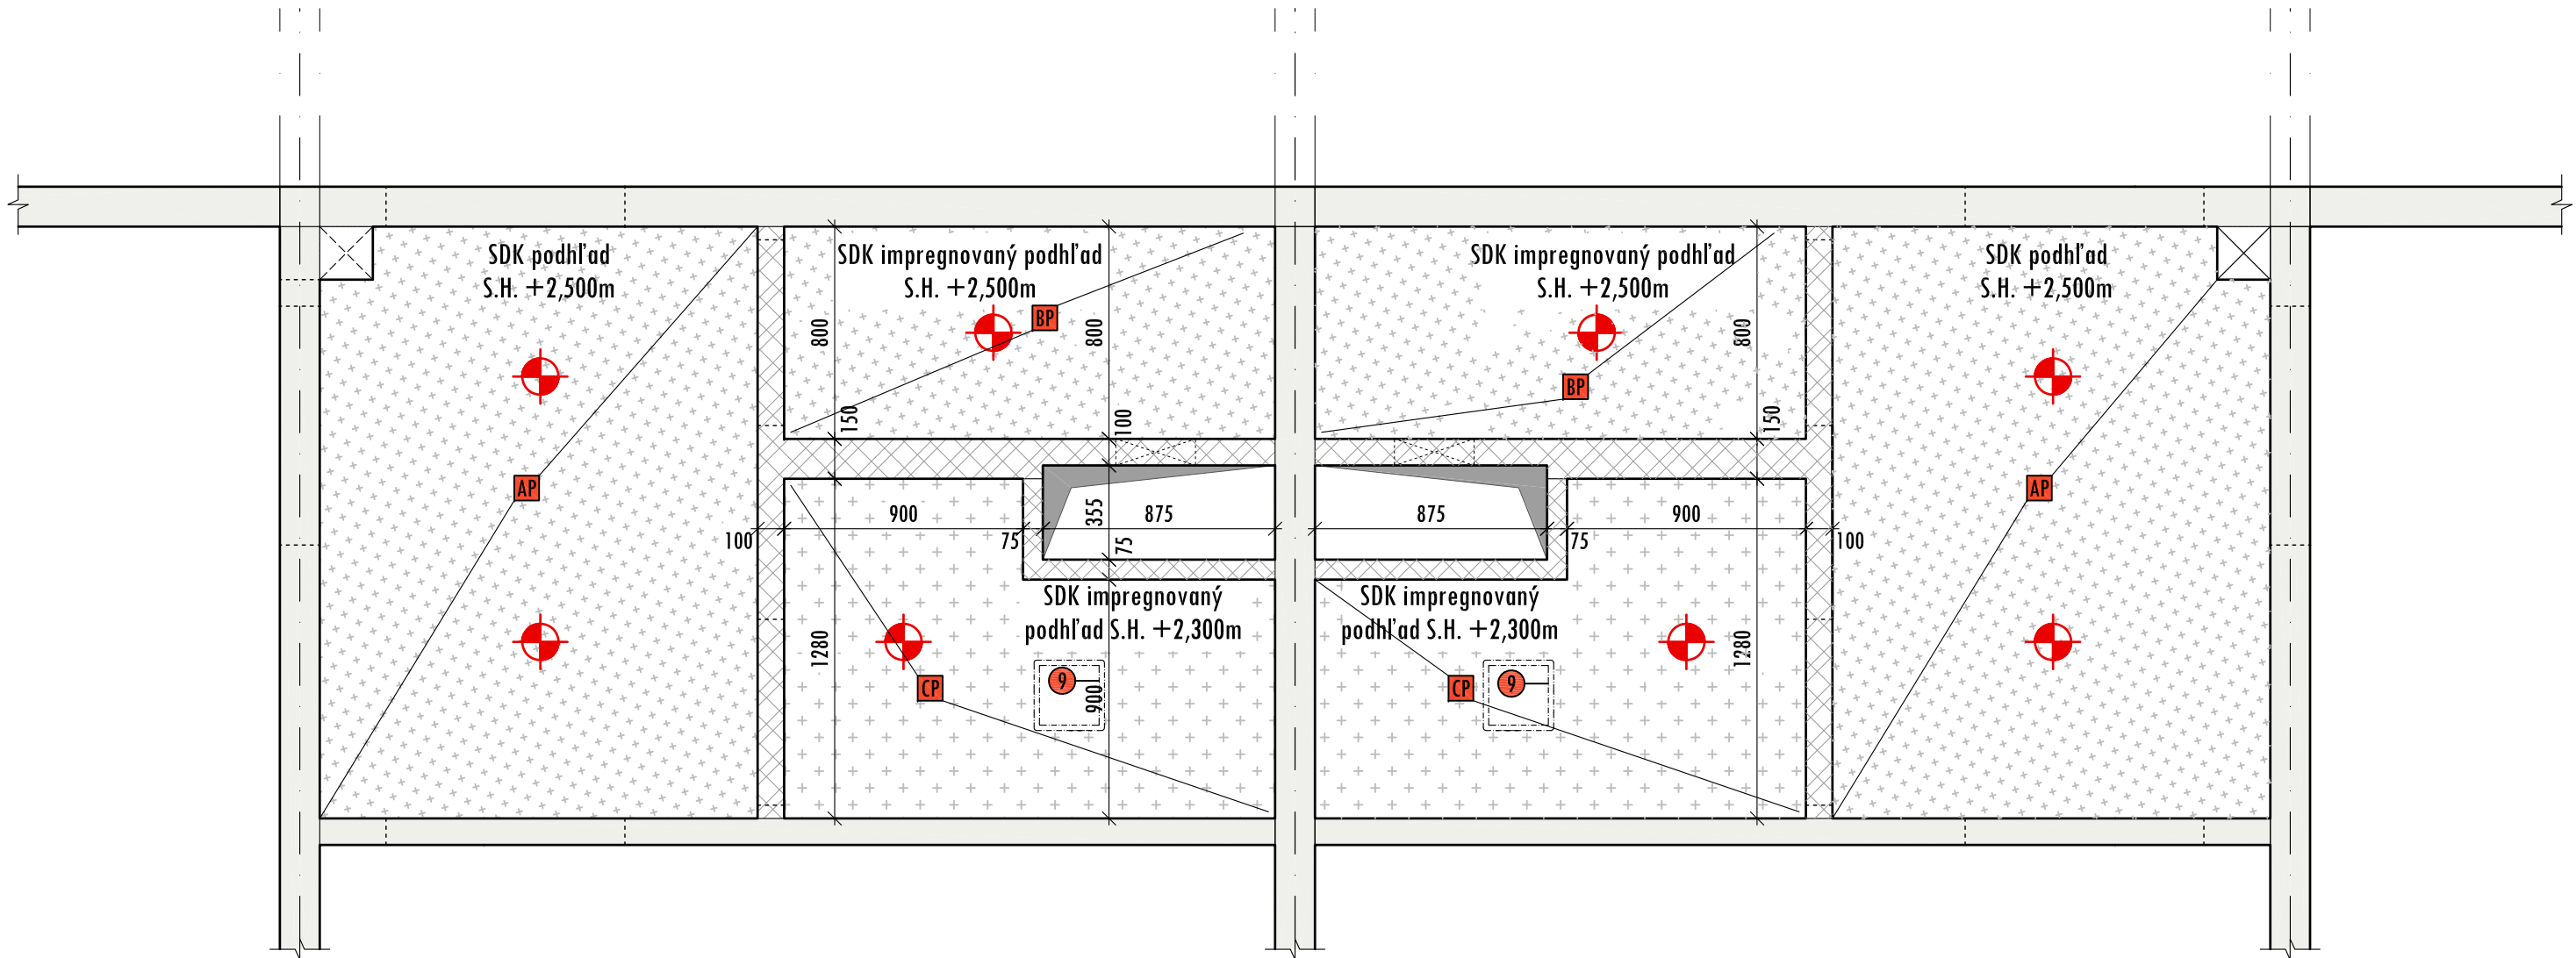 SDK podhľad
S.H. +2,500m
SDK impregnovaný podhľad
S.H. +2,500m
SDK impregnovaný podhľad
S.H. +2,500m
SDK podhľad
S.H. +2,500m
BP
800
800
800
BP
150
100
150
AP
AP
900
355
875
875
900
100
75
75
75
100
SDK impregnovaný
podhľad S.H. +2,300m
SDK impregnovaný
podhľad S.H. +2,300m
1280
1280
CP
9
900
CP
9